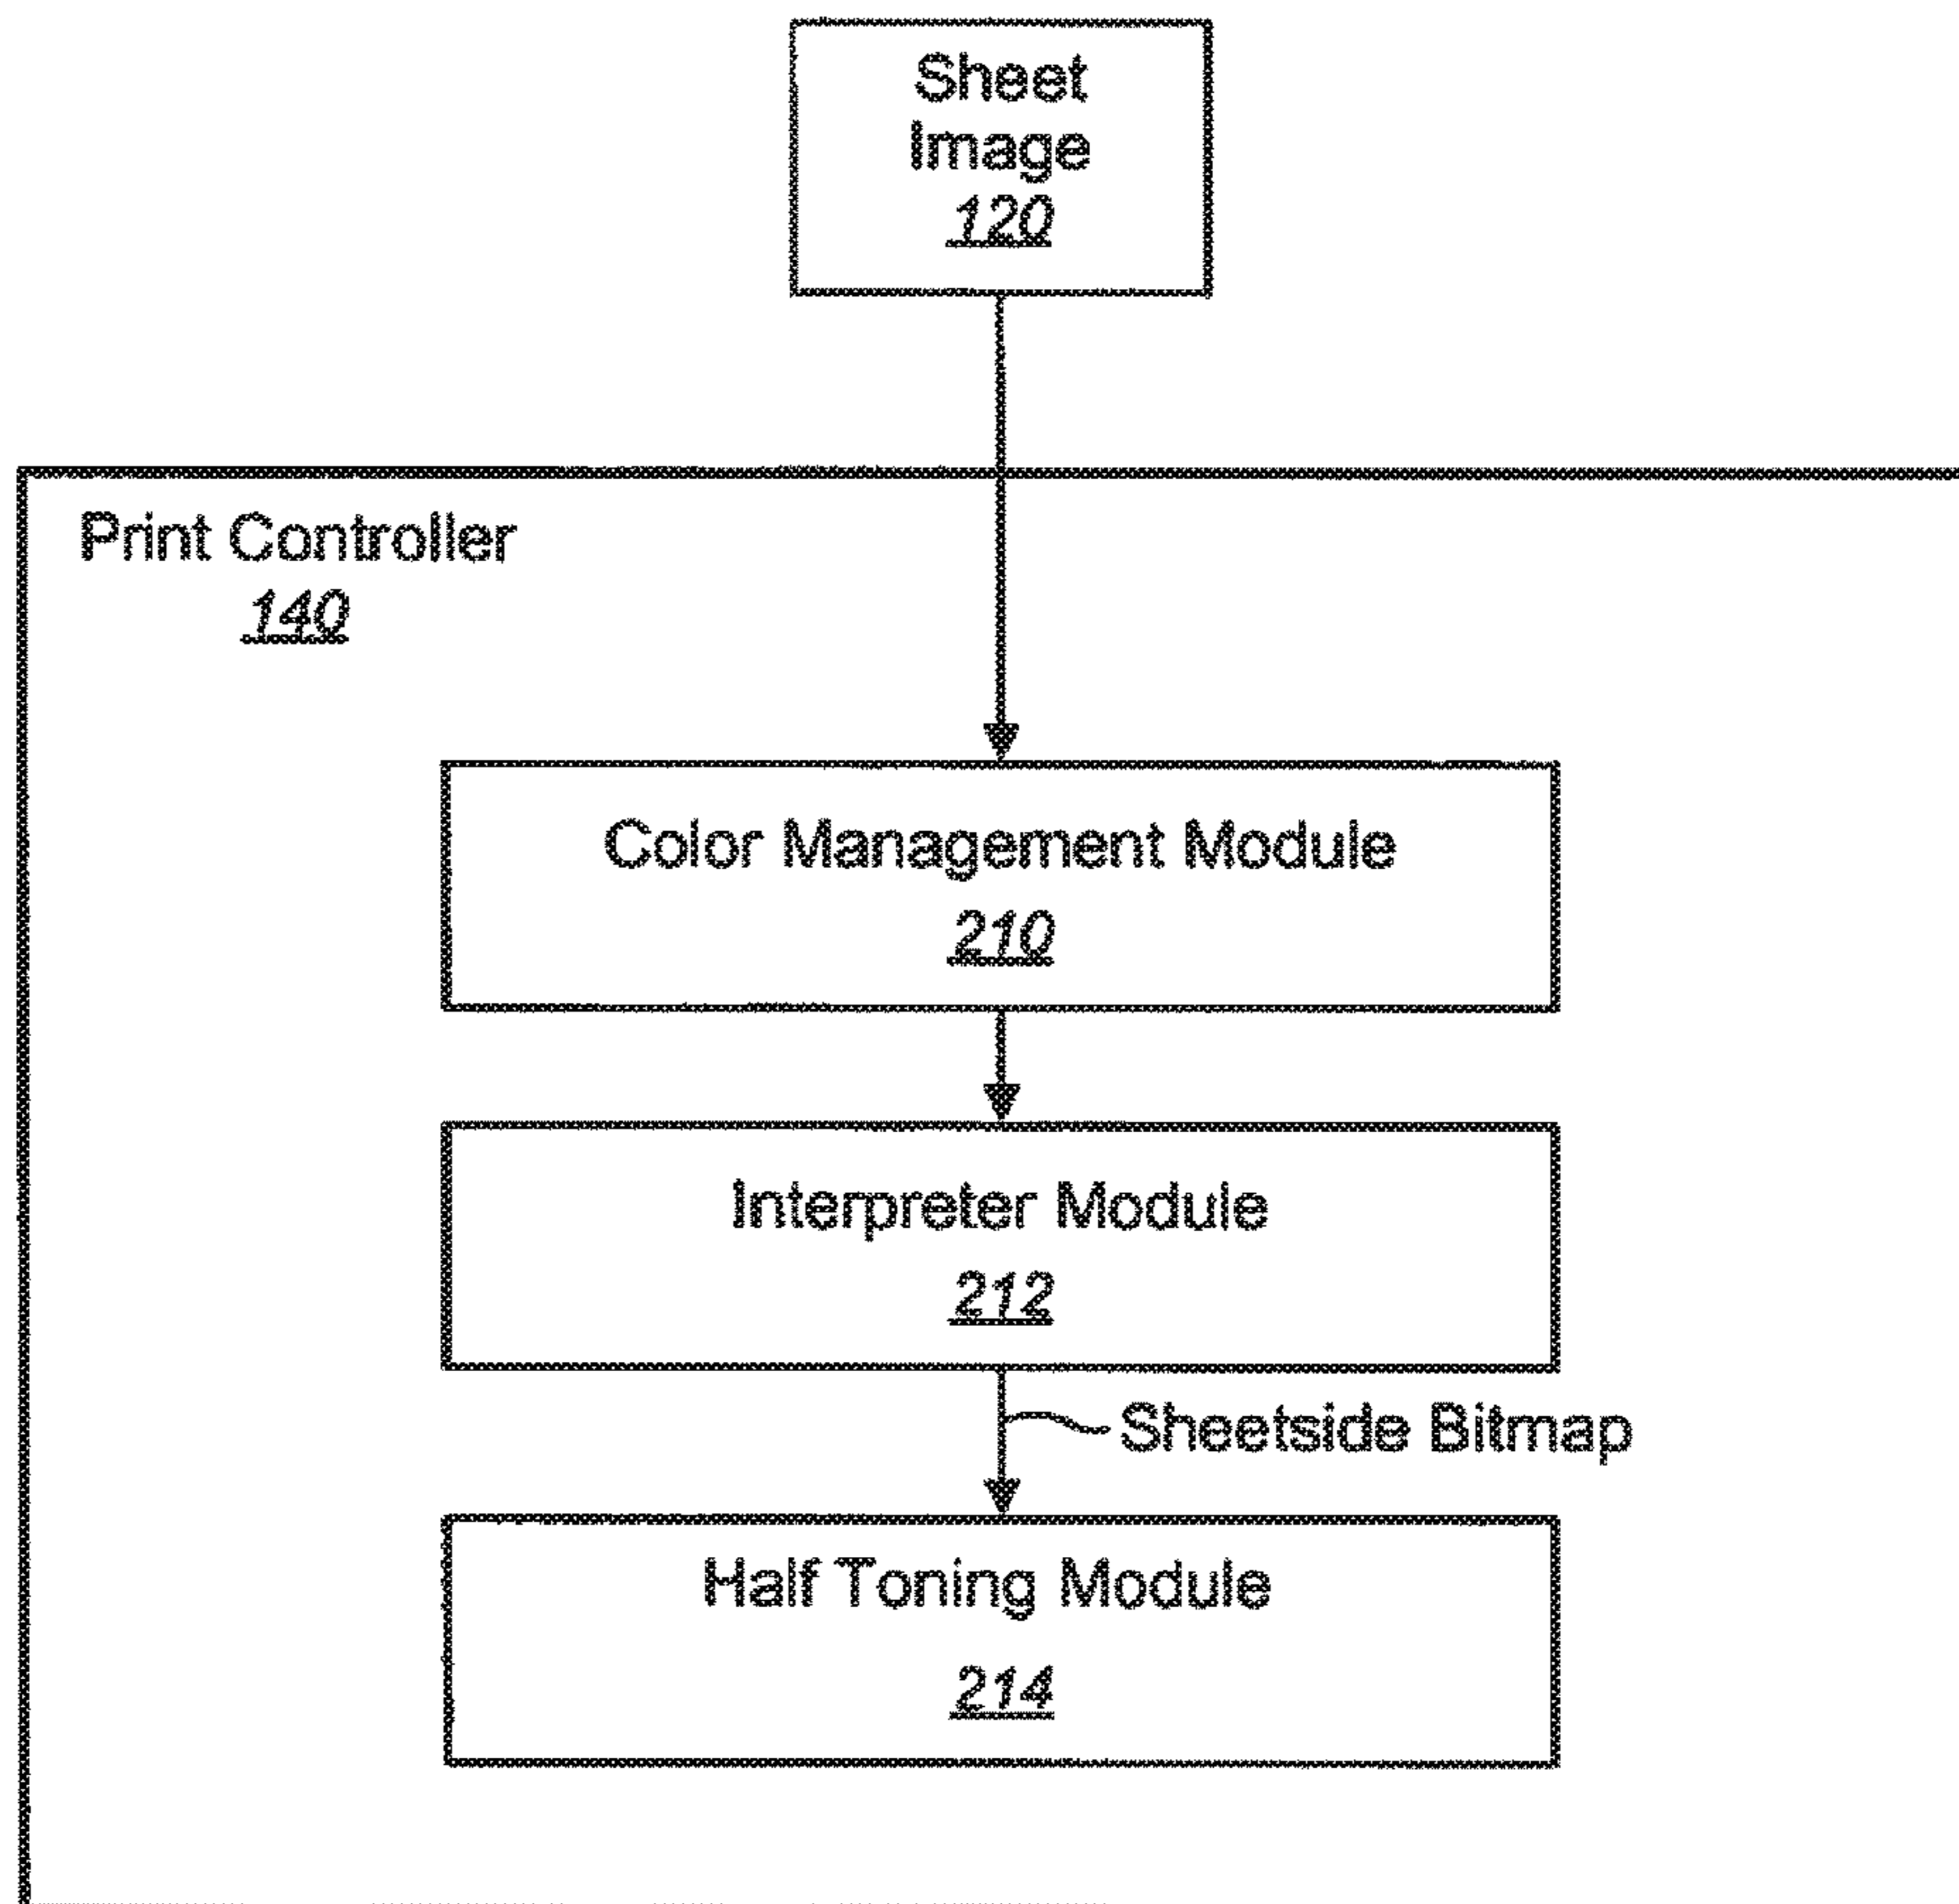 Sheet
Image
120
Print Controller
140
Color Management Module
210
Interpreter Module
212
Sheetside Bitmap
Half Toning Module
214